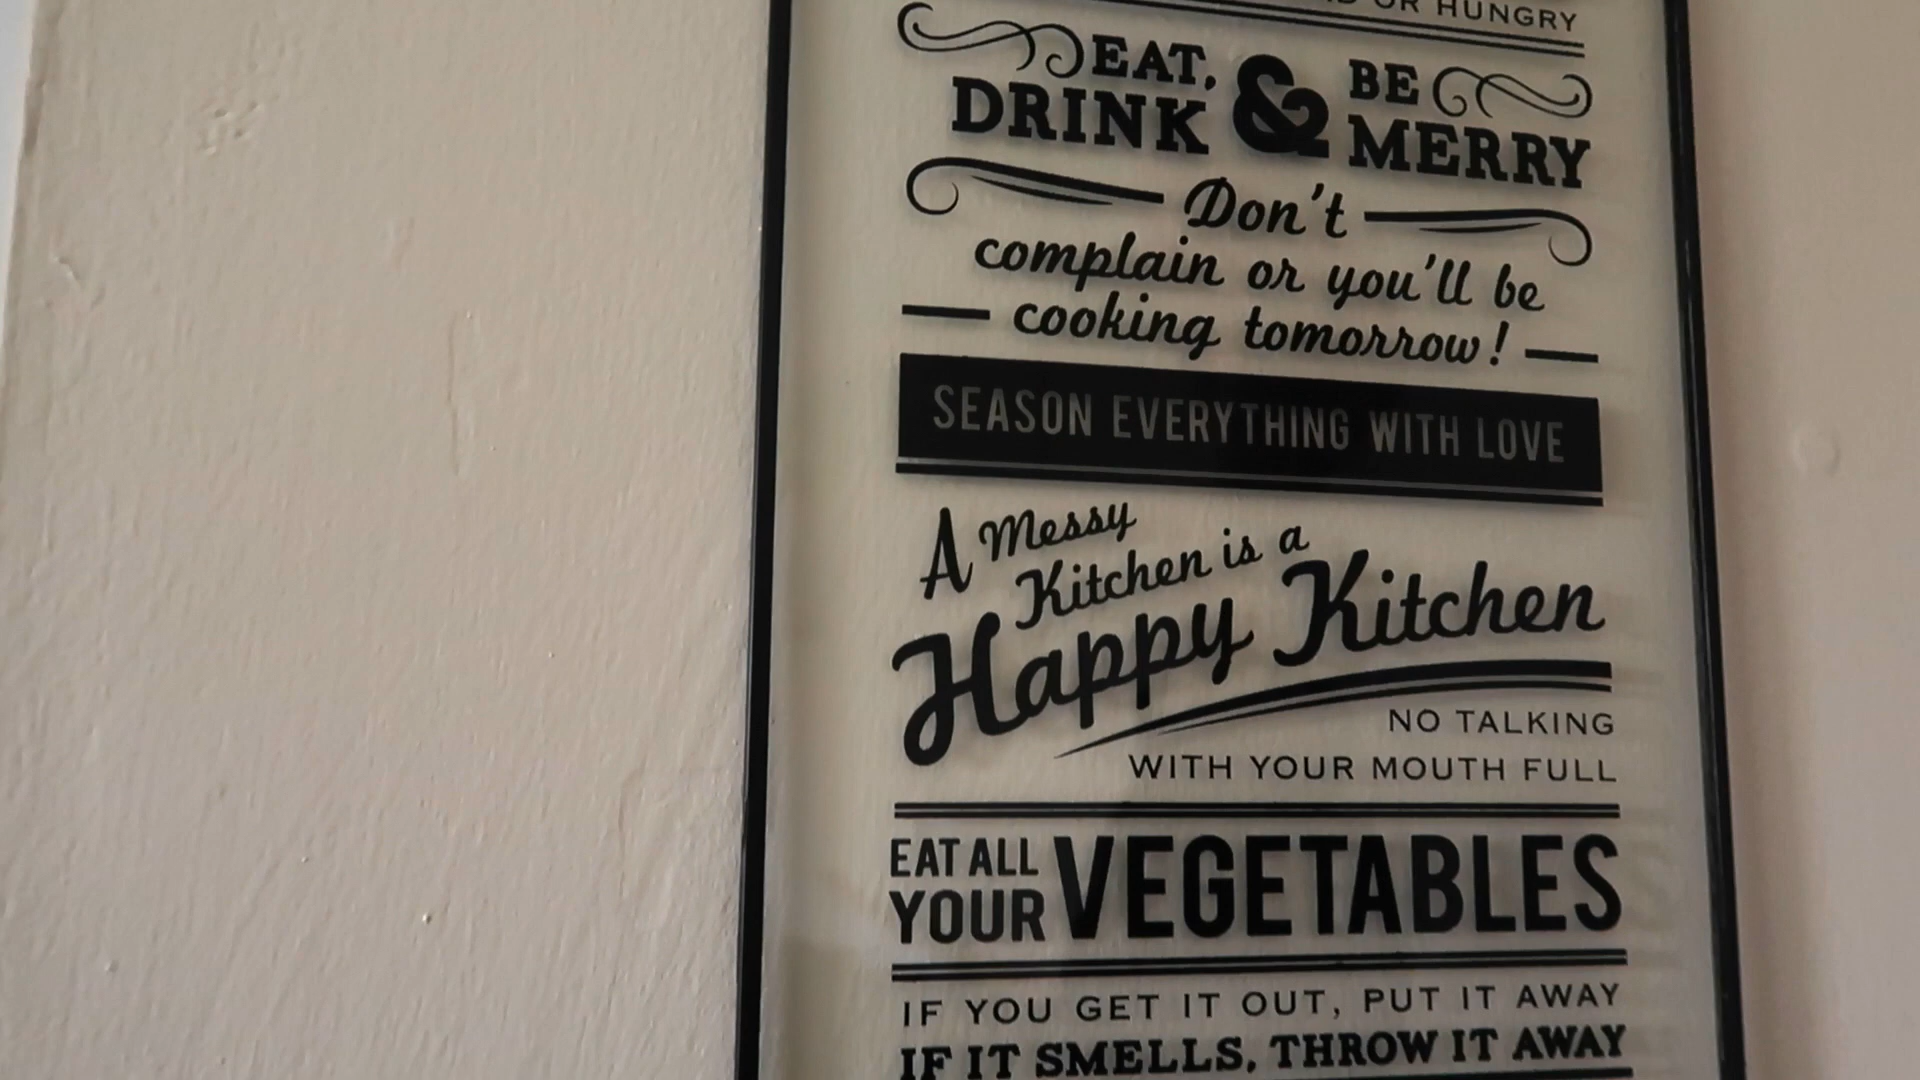 OR HUNGRY
EAT,
DRINK & BE
MERRY
Don't
complain or you'll be
cooking tomorrow!
SEASON EVERYTHING WITH LOVE
A Messy
Kitchen is a
Happy Kitchen
NO TALKING
WITH YOUR MOUTH FULL
EAT ALL
YOUR VEGETABLES
IF YOU GET IT OUT, PUT IT AWAY
IF IT SMELLS, THROW IT AWAY